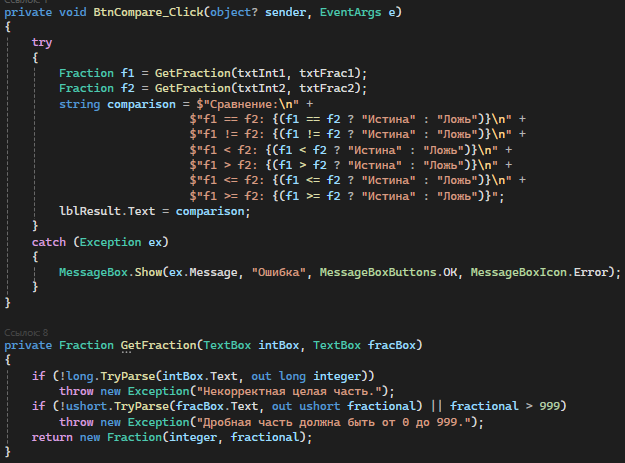 Ссылок: 1
private void BtnCompare_Click(object? sender, EventArgs e)
{
    try
    {
        Fraction f1 = GetFraction(txtInt1, txtFrac1);
        Fraction f2 = GetFraction(txtInt2, txtFrac2);
        string comparison = $"Сравнение:\n" +
                            $"f1 == f2: {(f1 == f2 ? "Истина" : "Ложь")}\n" +
                            $"f1 != f2: {(f1 != f2 ? "Истина" : "Ложь")}\n" +
                            $"f1 < f2: {(f1 < f2 ? "Истина" : "Ложь")}\n" +
                            $"f1 > f2: {(f1 > f2 ? "Истина" : "Ложь")}\n" +
                            $"f1 <= f2: {(f1 <= f2 ? "Истина" : "Ложь")}\n" +
                            $"f1 >= f2: {(f1 >= f2 ? "Истина" : "Ложь")}";
        lblResult.Text = comparison;
    }
    catch (Exception ex)
    {
        MessageBox.Show(ex.Message, "Ошибка", MessageBoxButtons.OK, MessageBoxIcon.Error);
    }
}
Ссылок: 8
private Fraction GetFraction(TextBox intBox, TextBox fracBox)
{
    if (!long.TryParse(intBox.Text, out long integer))
        throw new Exception("Некорректная целая часть.");
    if (!ushort.TryParse(fracBox.Text, out ushort fractional) || fractional > 999)
        throw new Exception("Дробная часть должна быть от 0 до 999.");
    return new Fraction(integer, fractional);
}